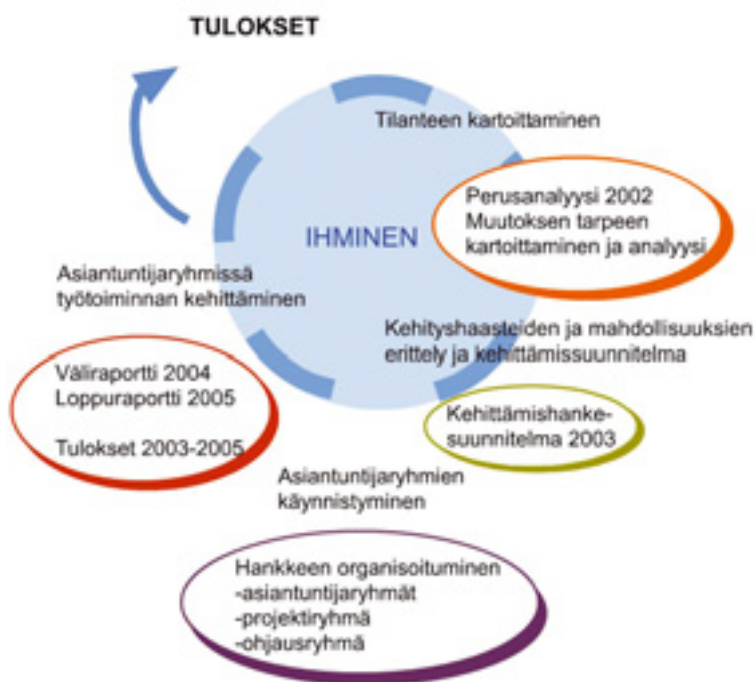 TULOKSET
Tilanteen kartoittaminen
Perusanalyysi 2002
Muutoksen tarpeen
kartoittaminen ja analyysi
IHMINEN
Kehityshaasteiden ja mahdollisuuksien
erittely ja kehittämissuunnitelma
Kehittämishanke-
suunnitelma 2003
Asiantuntijaryhmien
käynnistyminen
Hankkeen organisoituminen
-asiantuntijaryhmät
-projektiryhmä
-ohjausryhmä
Asiantuntijaryhmissä
työtoiminnan kehittäminen
Väliraportti 2004
Loppuraportti 2005
Tulokset 2003-2005